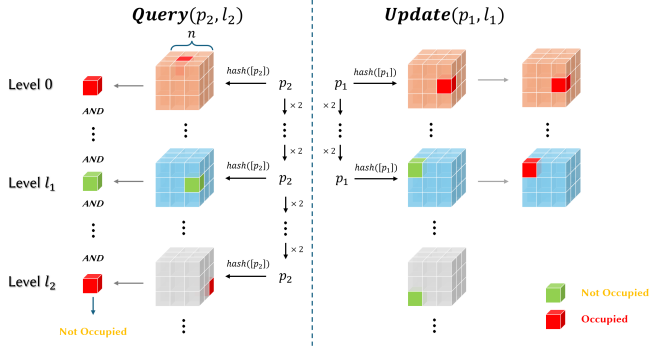 Query(p₂, l₂)
Update(p₁, l₁)
n
Level 0
hash([p₂])
p₂
p₁
hash([p₁])
AND
× 2
× 2
⋮
⋮
⋮
⋮
⋮
AND
× 2
× 2
Level l₁
hash([p₂])
p₂
p₁
hash([p₁])
AND
× 2
⋮
⋮
⋮
⋮
AND
× 2
Level l₂
hash([p₂])
p₂
Not Occupied
Not Occupied
Occupied
⋮
⋮